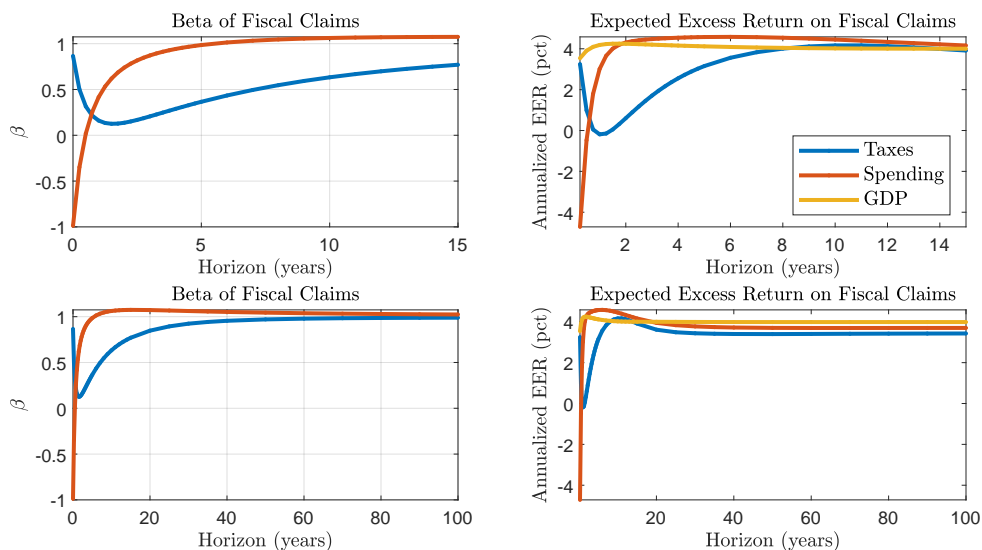 Beta of Fiscal Claims
1
0.5
0
-0.5
-1
β
0
5
10
15
Horizon (years)
Expected Excess Return on Fiscal Claims
4
2
0
-2
-4
Annualized EER (pct)
Taxes
Spending
GDP
2
4
6
8
10
12
14
Horizon (years)
Beta of Fiscal Claims
1
0.5
0
-0.5
-1
β
0
20
40
60
80
100
Horizon (years)
Expected Excess Return on Fiscal Claims
4
2
0
-2
-4
Annualized EER (pct)
20
40
60
80
100
Horizon (years)